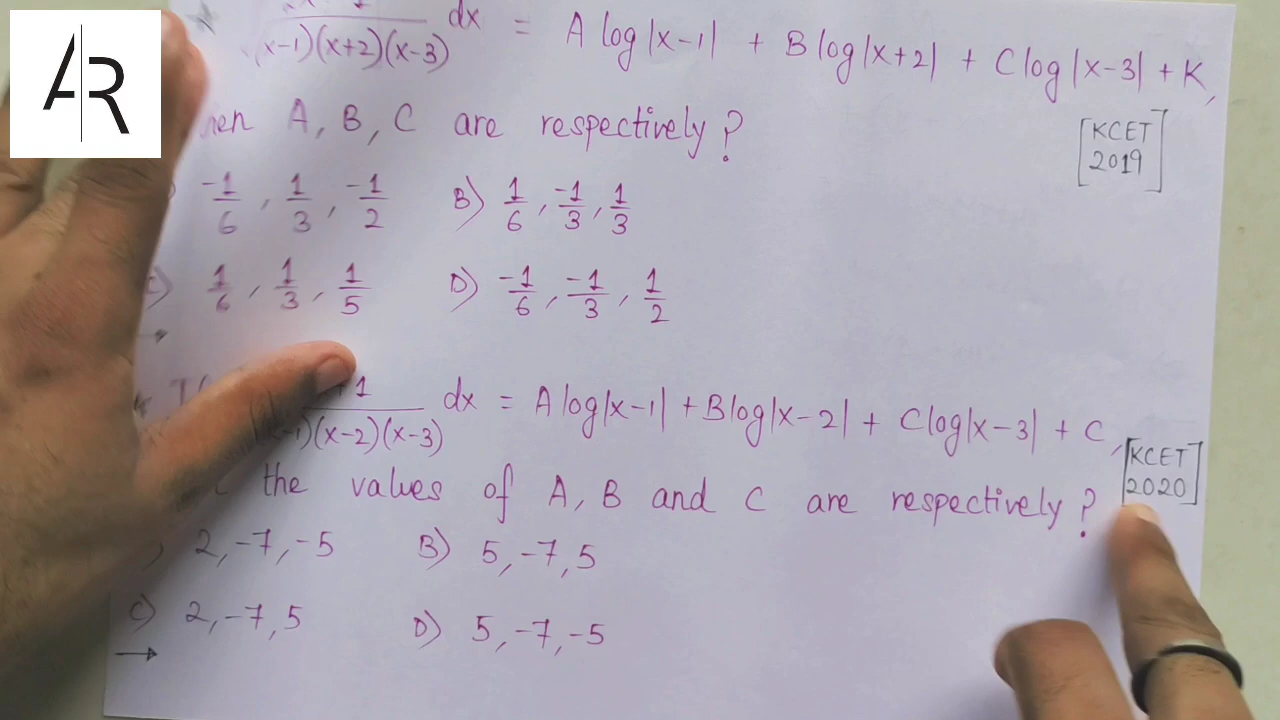 AR
(x-1)(x+2)(x-3) dx = A log|x-1| + B log|x+2| + C log|x-3| + K,
A, B, C are respectively?
[KCET 2019]
-1/6, 1/3, -1/2 B) 1/6, -1/3, 1/3
C) 1/6, 1/3, 1/5 D) -1/6, -1/3, 1/2
+1/(x-1)(x-2)(x-3) dx = A log|x-1| + B log|x-2| + C log|x-3| + C,
[KCET 2020]
the values of A, B and C are respectively?
) 2, -7, -5 B) 5, -7, 5
C) 2, -7, 5 D) 5, -7, -5